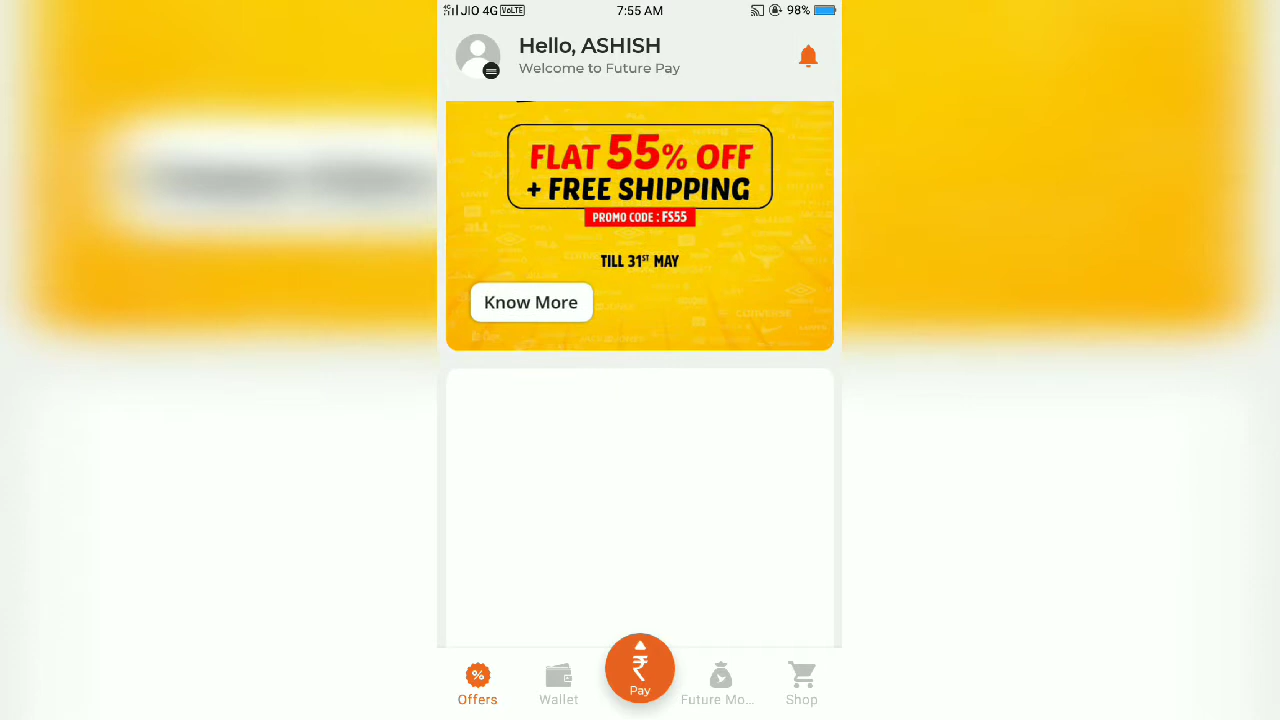 JIO 4G VoLTE 7:55 AM 98%
Hello, ASHISH
Welcome to Future Pay
FLAT 55% OFF
+ FREE SHIPPING
PROMO CODE : FS55
TILL 31ST MAY
Know More
Offers Wallet Pay Future Mo... Shop